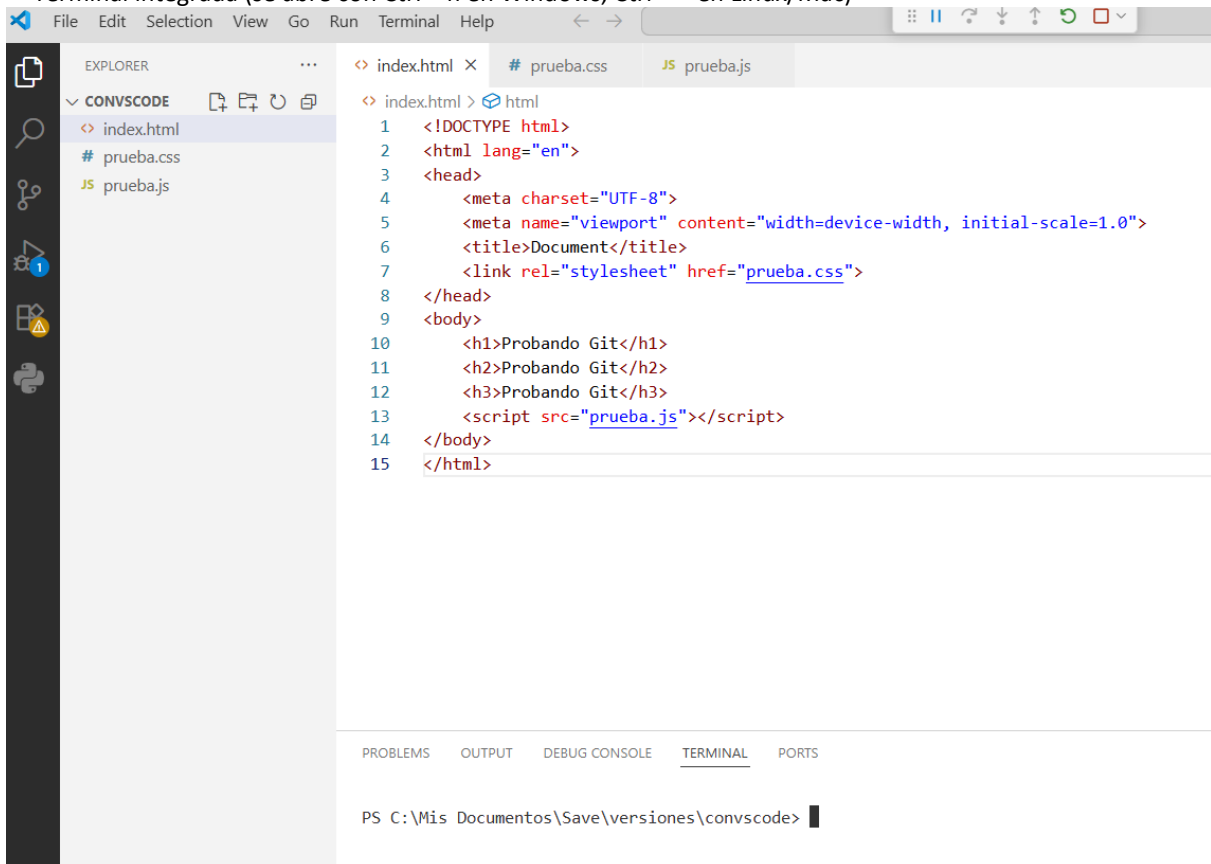 File Edit Selection View Go Run Terminal Help
EXPLORER
index.html
# prueba.css
JS prueba.js
CONVSCODE
index.html
# prueba.css
JS prueba.js
index.html > html
1 <!DOCTYPE html>
2 <html lang="en">
3 <head>
4 <meta charset="UTF-8">
5 <meta name="viewport" content="width=device-width, initial-scale=1.0">
6 <title>Document</title>
7 <link rel="stylesheet" href="prueba.css">
8 </head>
9 <body>
10 <h1>Probando Git</h1>
11 <h2>Probando Git</h2>
12 <h3>Probando Git</h3>
13 <script src="prueba.js"></script>
14 </body>
15 </html>
1
PROBLEMS OUTPUT DEBUG CONSOLE TERMINAL PORTS
PS C:\Mis Documentos\Save\versiones\convscode>